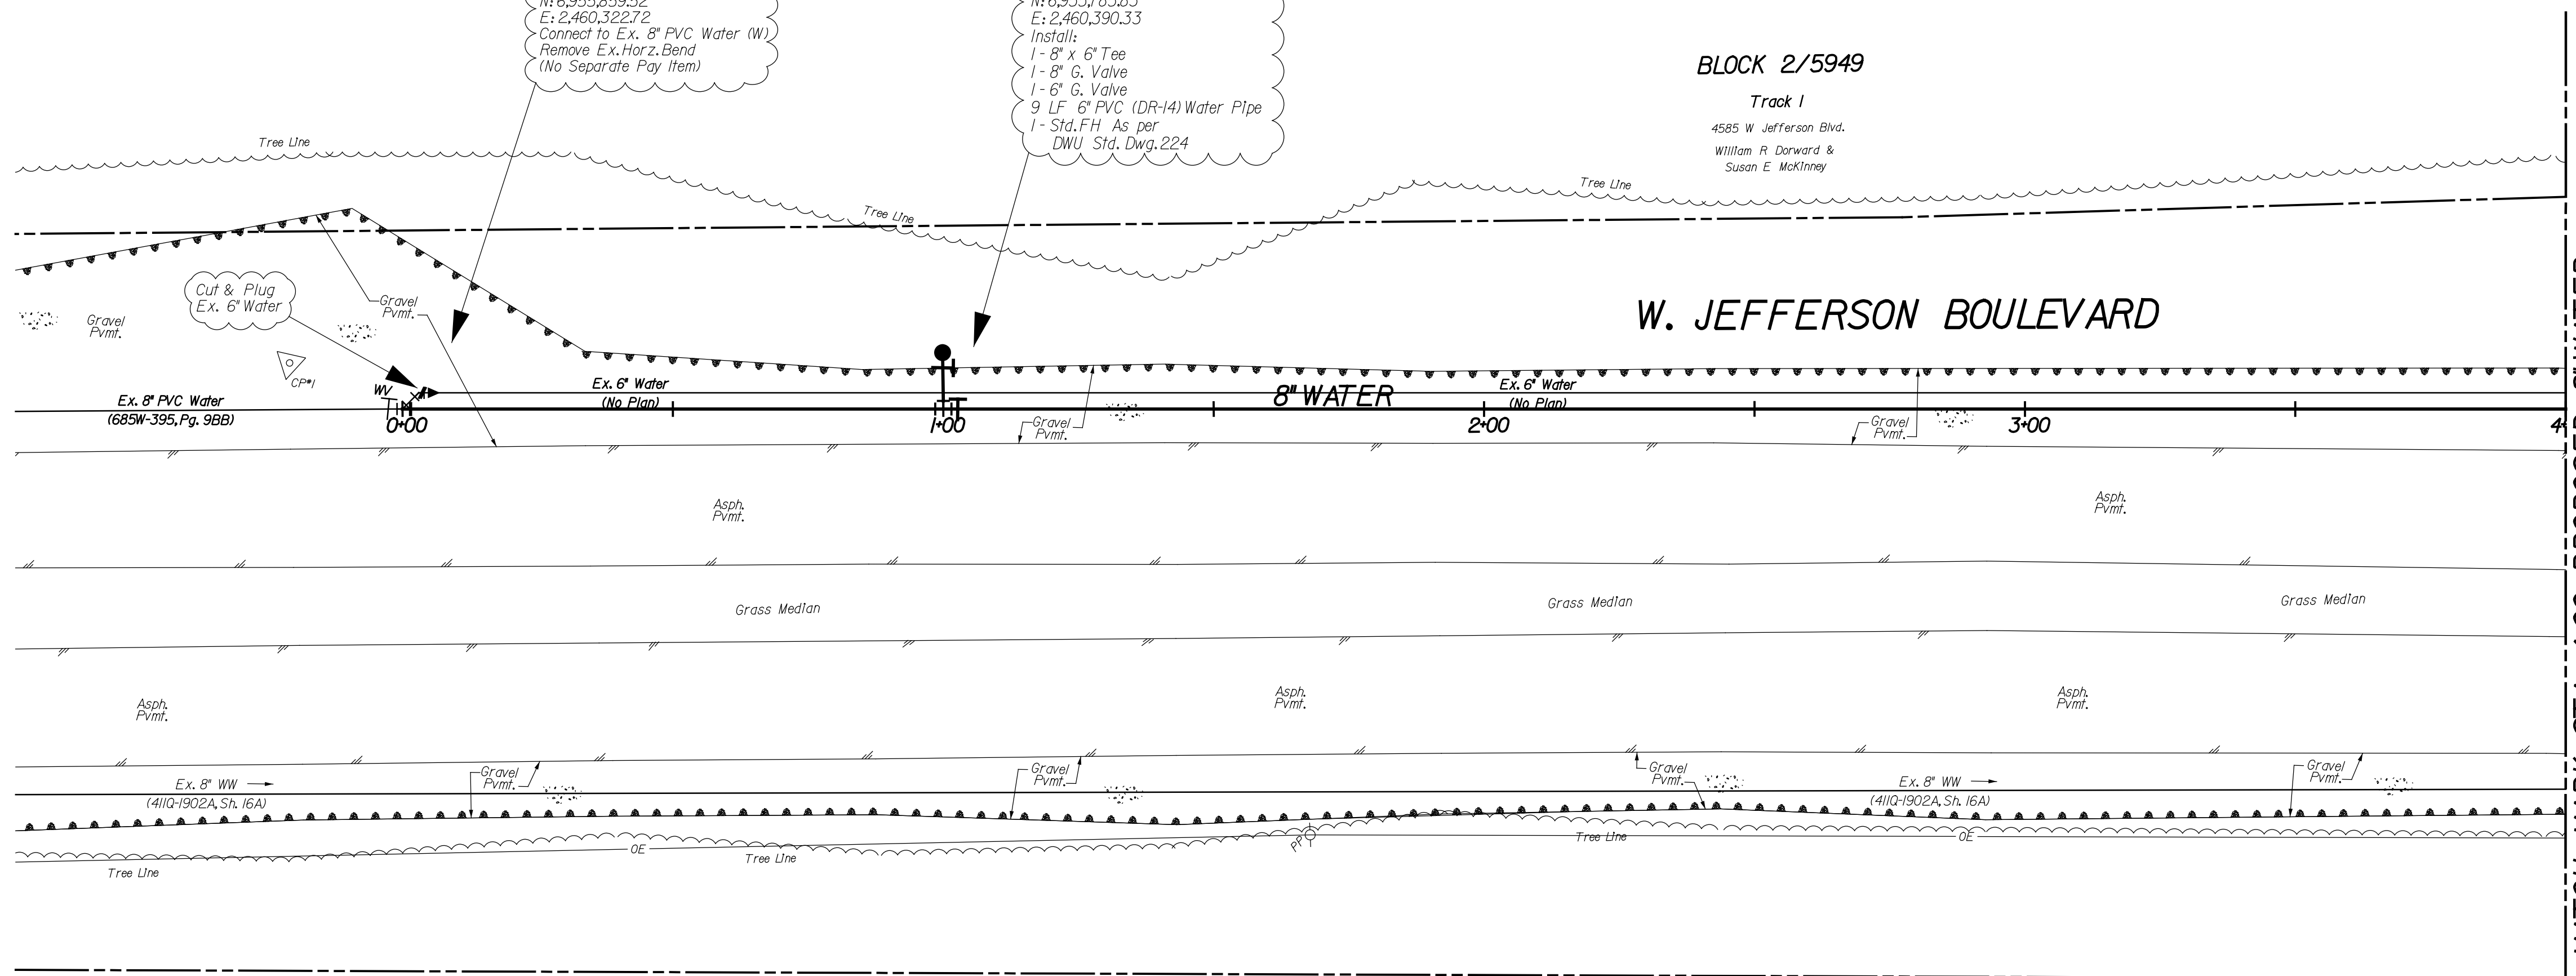 E: 2,460,322.72
Connect to Ex. 8" PVC Water (W)
Remove Ex. Horz. Bend
(No Separate Pay Item)
E: 2,460,390.33
Install:
1 - 8" x 6" Tee
1 - 8" G. Valve
1 - 6" G. Valve
9 LF 6" PVC (DR-14) Water Pipe
1 - Std. FH As per
DWU Std. Dwg. 224
BLOCK 2/5949
Track 1
4585 W Jefferson Blvd.
William R Dorward &
Susan E McKinney
Tree Line
Tree Line
Tree Line
Cut & Plug
Ex. 6" Water
Gravel
Pvmt.
Gravel
Pvmt.
W. JEFFERSON BOULEVARD
CP#1
WV
Ex. 8" PVC Water
(685W-395, Pg. 9BB)
Ex. 6" Water
(No Plan)
8" WATER
Ex. 6" Water
(No Plan)
0+00
1+00
2+00
3+00
4+
Gravel
Pvmt.
Gravel
Pvmt.
Asph.
Pvmt.
Asph.
Pvmt.
Grass Median
Grass Median
Grass Median
Asph.
Pvmt.
Asph.
Pvmt.
Asph.
Pvmt.
Ex. 8" WW
(411Q-1902A, Sh. 16A)
Gravel
Pvmt.
Gravel
Pvmt.
Gravel
Pvmt.
Ex. 8" WW
(411Q-1902A, Sh. 16A)
Gravel
Pvmt.
OE
PP
Tree Line
OE
Tree Line
Tree Line